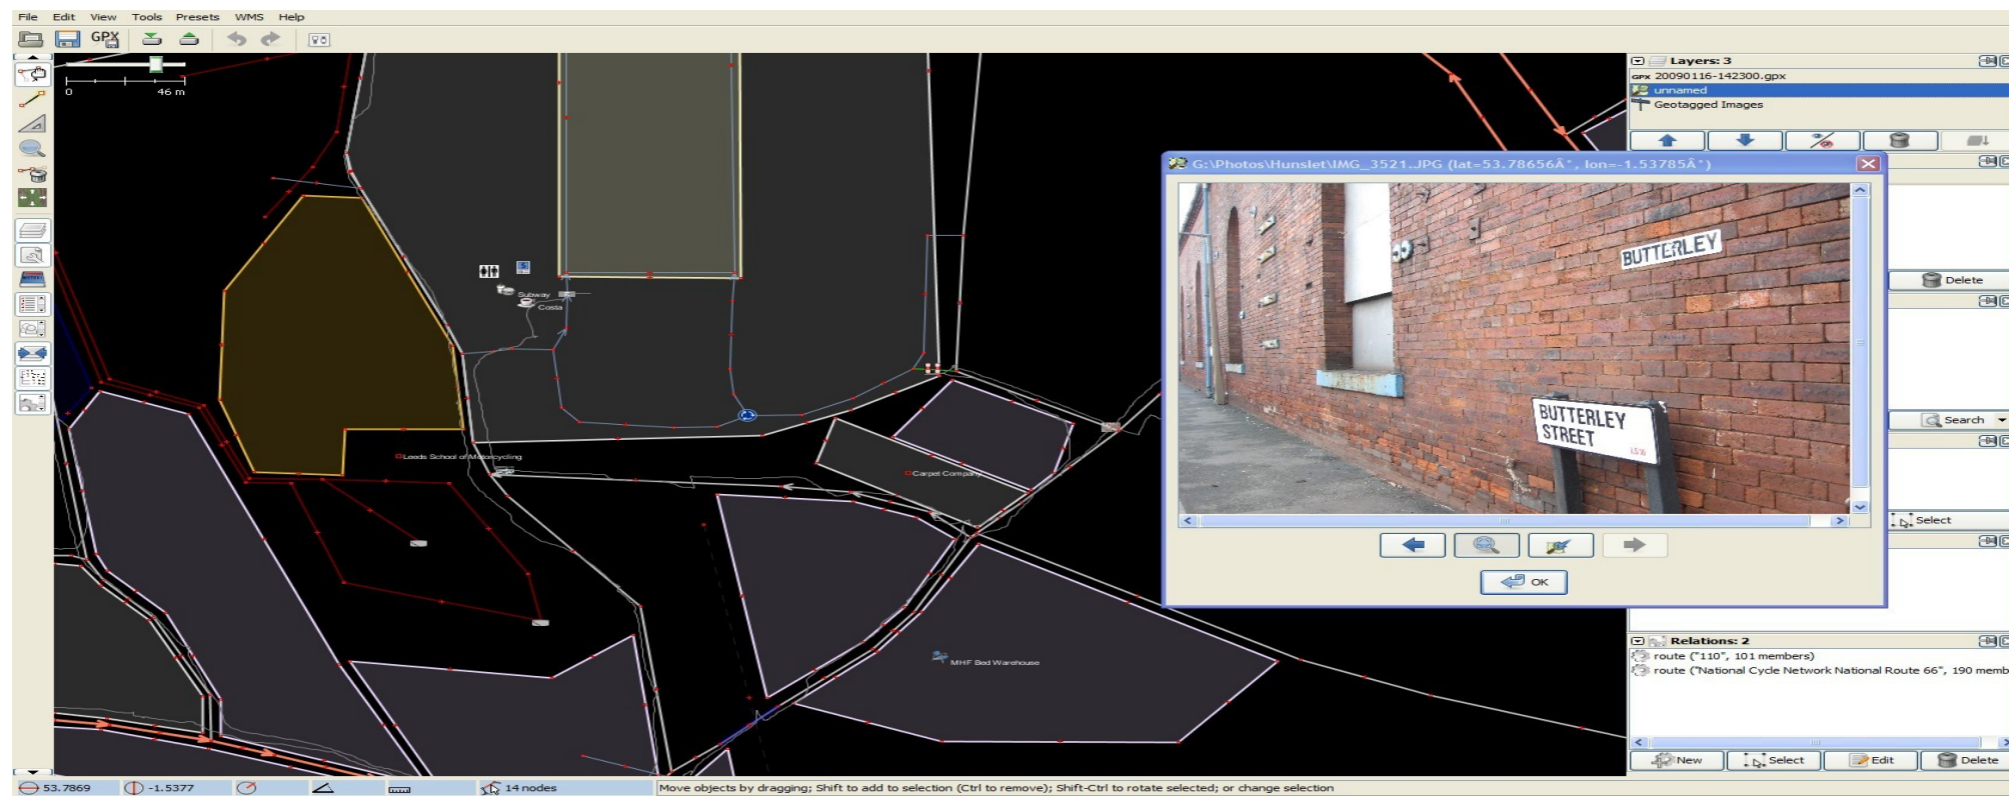 File Edit View Tools Presets WMS Help
GPX
0 46 m
Layers: 3
GPX 20090116-142300.gpx
unnamed
Geotagged Images
G:\Photos\Hunslet\IMG_3521.JPG (lat=53.78656Â°, lon=-1.53785Â°)
BUTTERLEY
BUTTERLEY
STREET
OK
Delete
Search
Select
Subway
Costa
Leeds School of Motorcycling
Carpet Company
MHF Bed Warehouse
Relations: 2
route ("110", 101 members)
route ("National Cycle Network National Route 66", 190 memb
New Select Edit Delete
53.7869 -1.5377 14 nodes Move objects by dragging; Shift to add to selection (Ctrl to remove); Shift-Ctrl to rotate selected; or change selection